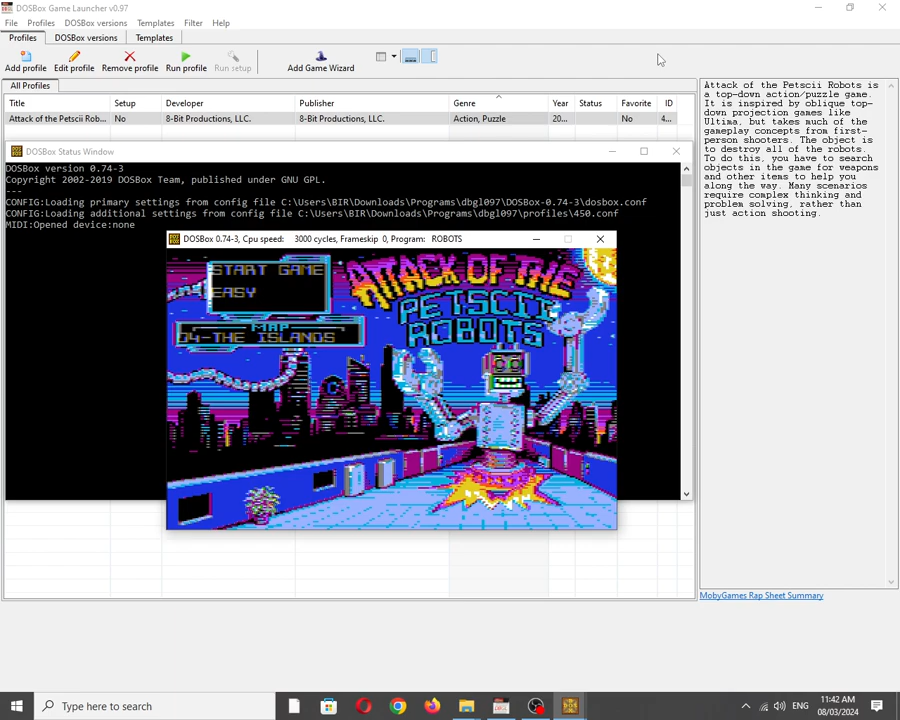 DOSBox Game Launcher v0.97
File Profiles DOSBox versions Templates Filter Help
Profiles DOSBox versions Templates
Add profile Edit profile Remove profile Run profile Run setup Add Game Wizard
All Profiles
Title Setup Developer Publisher Genre Year Status Favorite ID
Attack of the Petscii Rob... No 8-Bit Productions, LLC. 8-Bit Productions, LLC. Action, Puzzle 20... No 4...
Attack of the Petscii Robots is
a top-down action/puzzle game.
It is inspired by oblique top-
down projection games like
Ultima, but takes much of the
gameplay concepts from first-
person shooters. The object is
to destroy all of the robots.
To do this, you have to search
objects in the game for weapons
and other items to help you
along the way. Many scenarios
require complex thinking and
problem solving, rather than
just action shooting.
MobyGames Rap Sheet Summary
DOSBox Status Window
DOSBox version 0.74-3
Copyright 2002-2019 DOSBox Team, published under GNU GPL.
---
CONFIG:Loading primary settings from config file C:\Users\BIR\Downloads\Programs\dbgl097\DOSBox-0.74-3\dosbox.conf
CONFIG:Loading additional settings from config file C:\Users\BIR\Downloads\Programs\dbgl097\profiles\450.conf
MIDI:Opened device:none
DOSBox 0.74-3, Cpu speed: 3000 cycles, Frameskip 0, Program: ROBOTS
START GAME
EASY
MAP
04-THE ISLANDS
ATTACK OF THE
PETSCII
ROBOTS
C
Type here to search
ENG
11:42 AM
08/03/2024